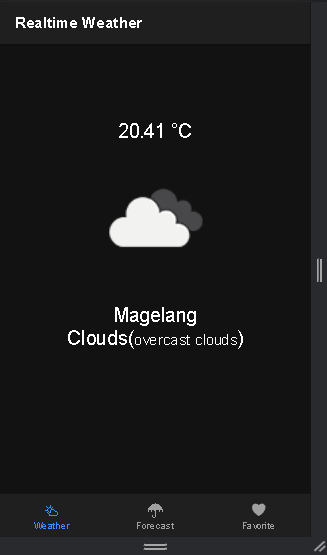 Realtime Weather
20.41 °C
Magelang
Clouds(overcast clouds)
Weather
Forecast
Favorite